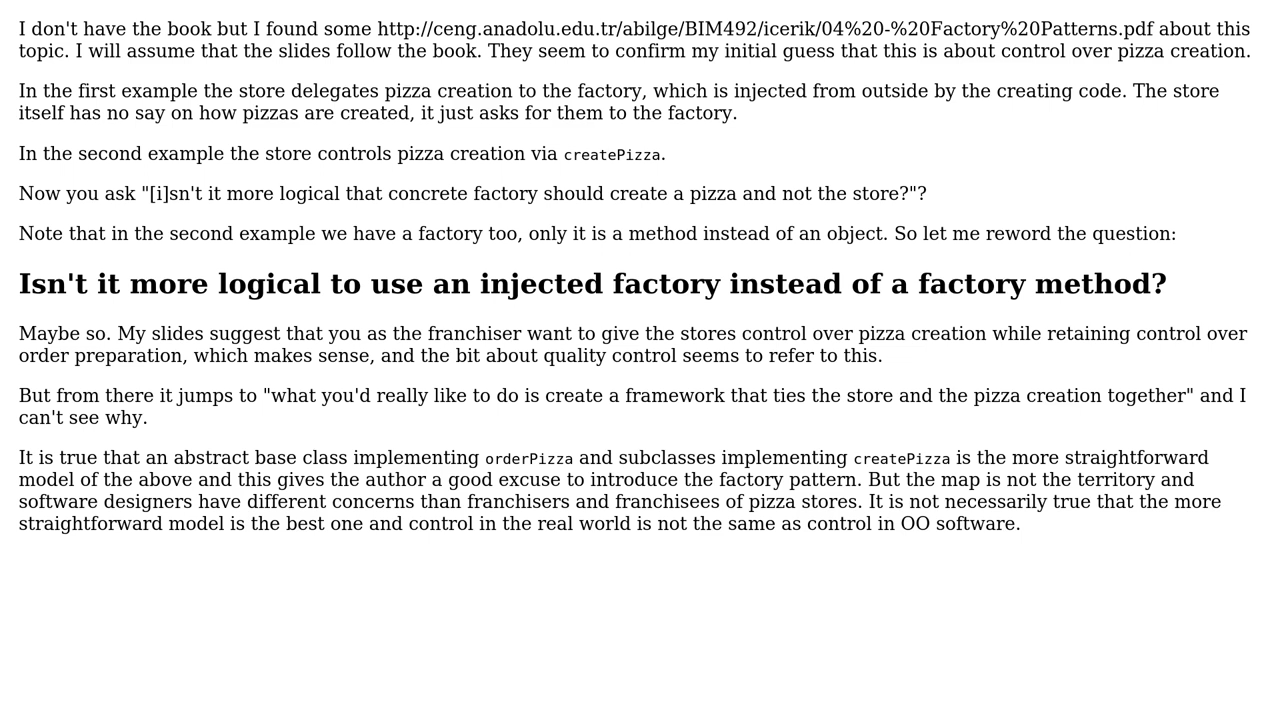 I don't have the book but I found some http://ceng.anadolu.edu.tr/abilge/BIM492/icerik/04%20-%20Factory%20Patterns.pdf about this
topic. I will assume that the slides follow the book. They seem to confirm my initial guess that this is about control over pizza creation.
In the first example the store delegates pizza creation to the factory, which is injected from outside by the creating code. The store
itself has no say on how pizzas are created, it just asks for them to the factory.
In the second example the store controls pizza creation via createPizza.
Now you ask "[i]sn't it more logical that concrete factory should create a pizza and not the store?"?
Note that in the second example we have a factory too, only it is a method instead of an object. So let me reword the question:
Isn't it more logical to use an injected factory instead of a factory method?
Maybe so. My slides suggest that you as the franchiser want to give the stores control over pizza creation while retaining control over
order preparation, which makes sense, and the bit about quality control seems to refer to this.
But from there it jumps to "what you'd really like to do is create a framework that ties the store and the pizza creation together" and I
can't see why.
It is true that an abstract base class implementing orderPizza and subclasses implementing createPizza is the more straightforward
model of the above and this gives the author a good excuse to introduce the factory pattern. But the map is not the territory and
software designers have different concerns than franchisers and franchisees of pizza stores. It is not necessarily true that the more
straightforward model is the best one and control in the real world is not the same as control in OO software.